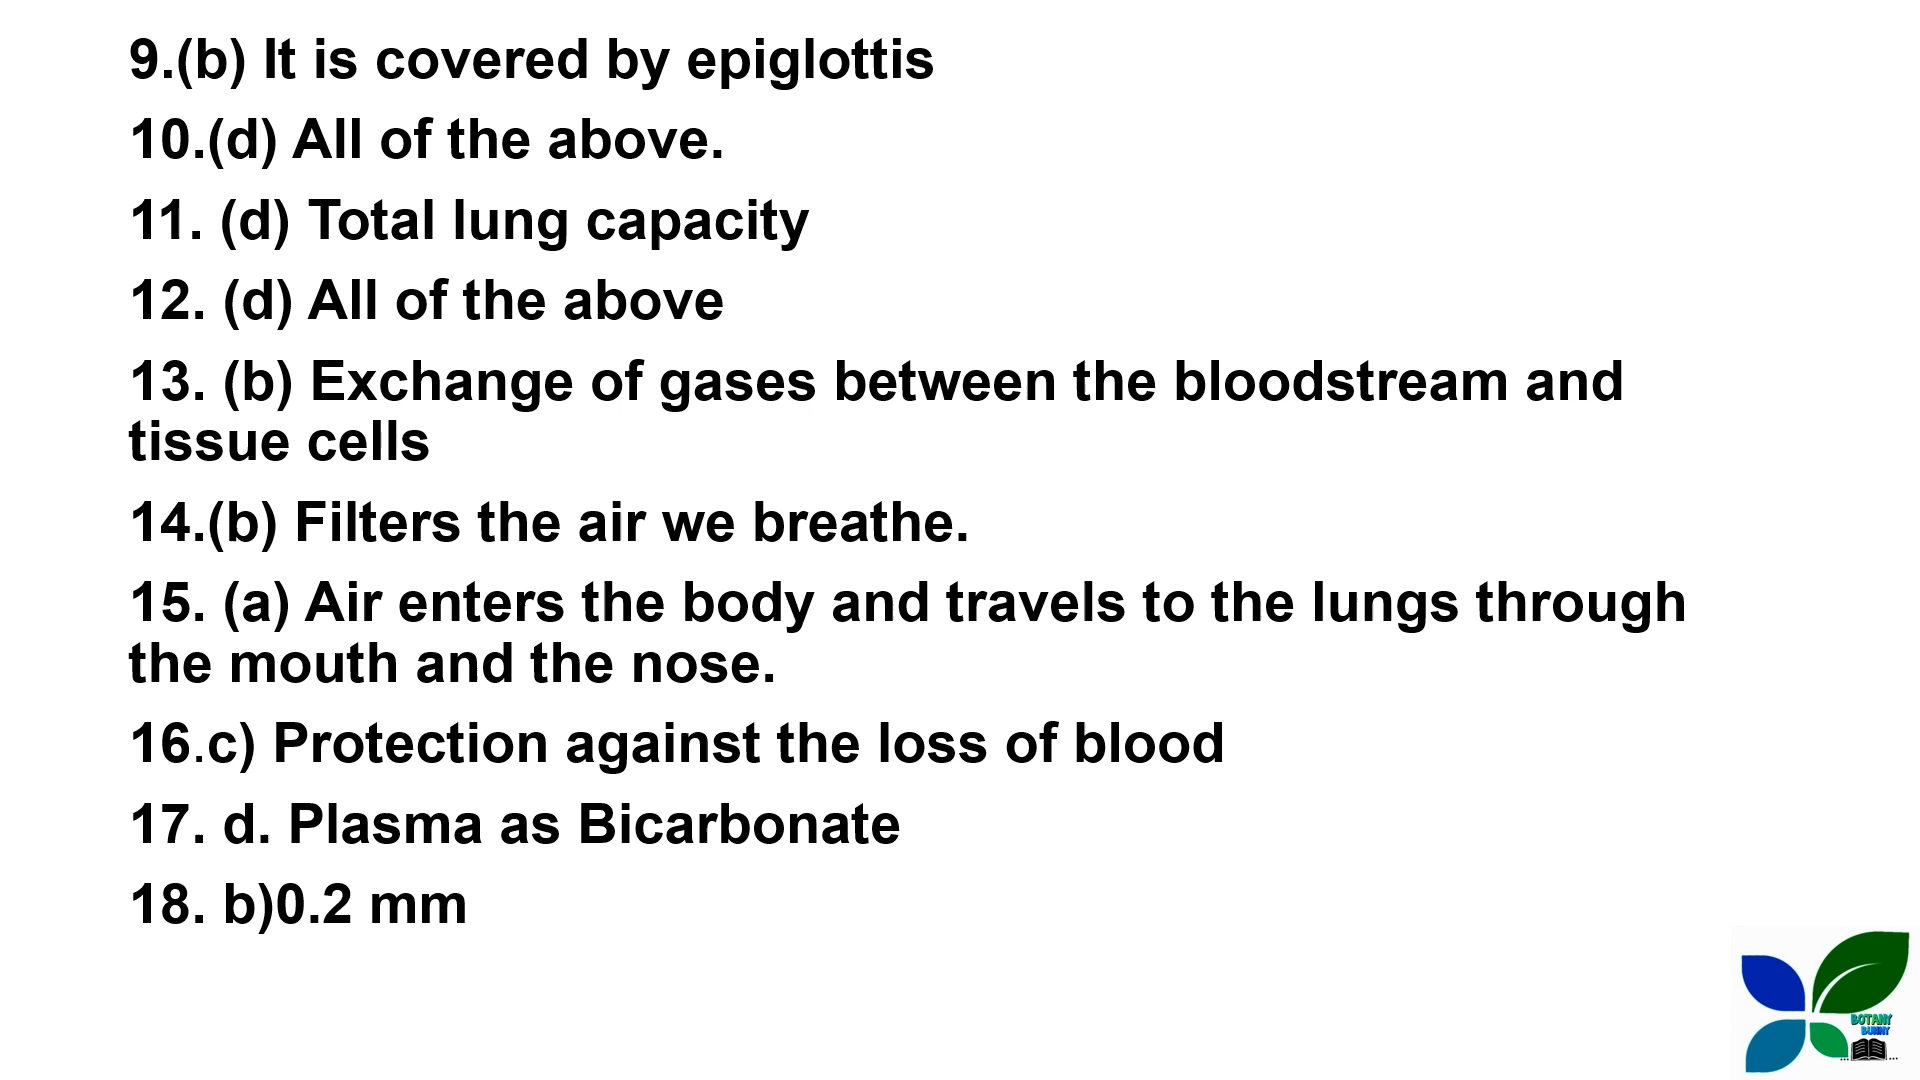 9.(b) It is covered by epiglottis
10.(d) All of the above.
11. (d) Total lung capacity
12. (d) All of the above
13. (b) Exchange of gases between the bloodstream and
tissue cells
14.(b) Filters the air we breathe.
15. (a) Air enters the body and travels to the lungs through
the mouth and the nose.
16.c) Protection against the loss of blood
17. d. Plasma as Bicarbonate
18. b)0.2 mm
BOTANY
BUNNY